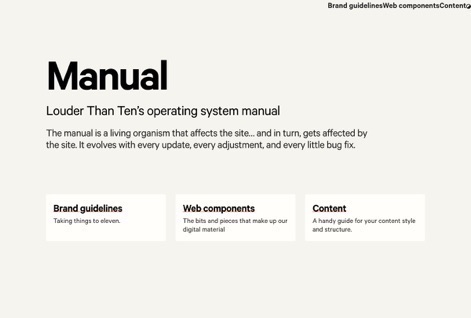 Brand guidelines Web components Content
Manual
Louder Than Ten's operating system manual
The manual is a living organism that affects the site... and in turn, gets affected by
the site. It evolves with every update, every adjustment, and every little bug fix.
Brand guidelines
Taking things to eleven.
Web components
The bits and pieces that make up our
digital material
Content
A handy guide for your content style
and structure.